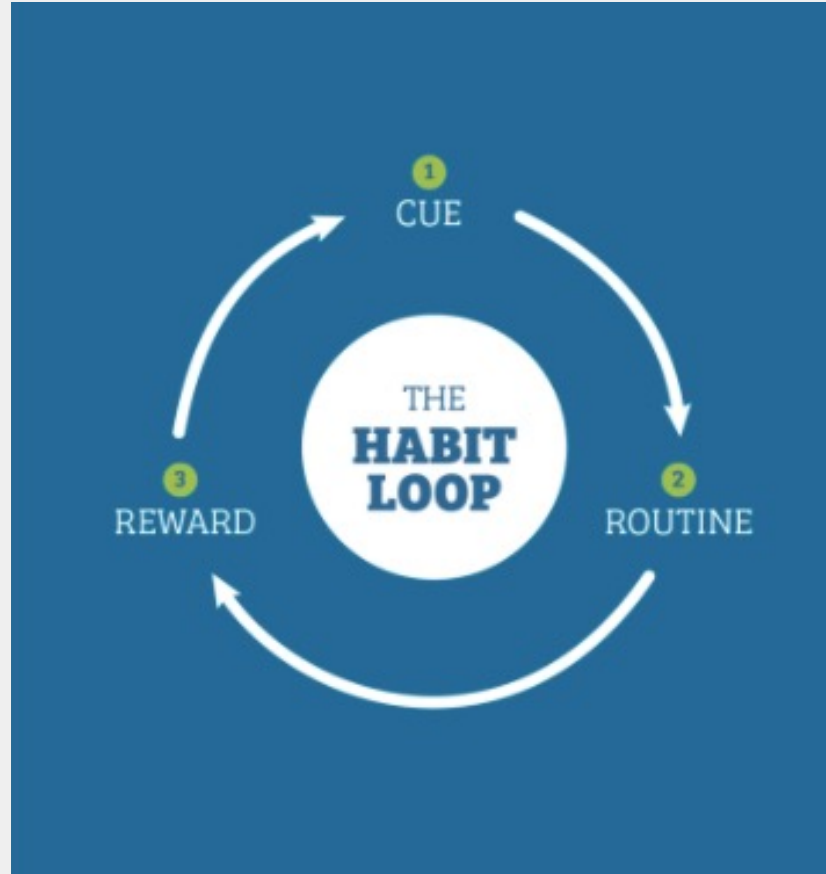 1
CUE
THE
HABIT
LOOP
3
REWARD
2
ROUTINE